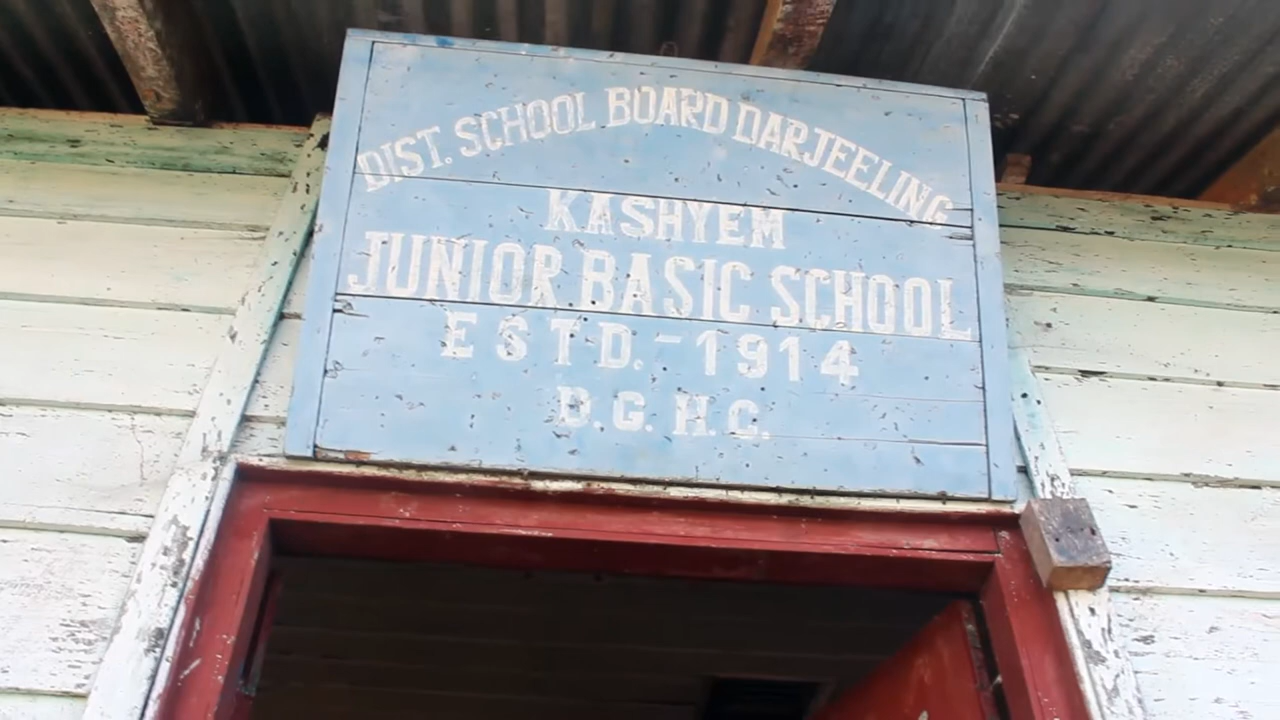 DIST. SCHOOL BOARD DARJEELING
KASHYEM
JUNIOR BASIC SCHOOL
ESTD.-1914
D.G.H.C.